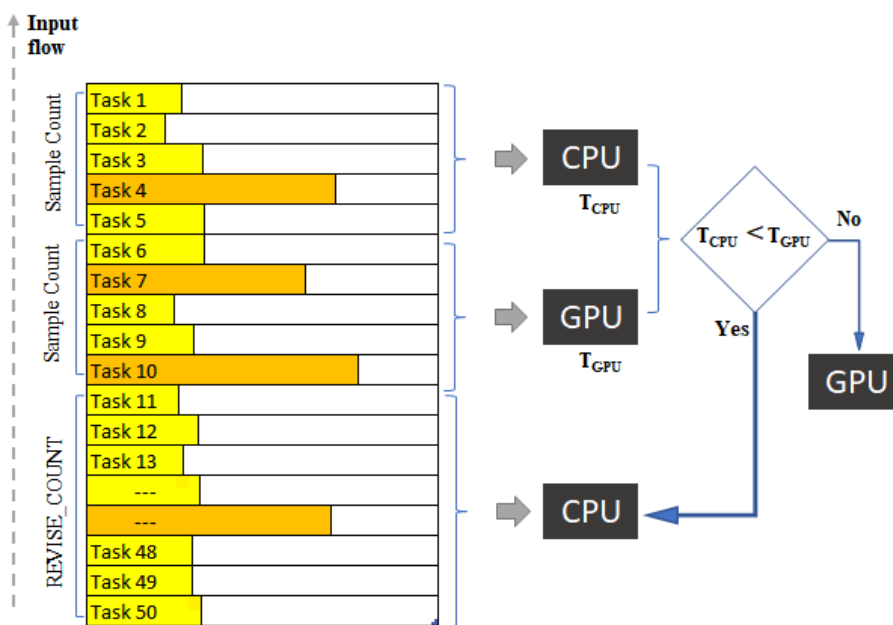 Input
flow
Sample Count
Sample Count
REVISE_COUNT
Task 1
Task 2
Task 3
Task 4
Task 5
Task 6
Task 7
Task 8
Task 9
Task 10
Task 11
Task 12
Task 13
---
---
Task 48
Task 49
Task 50
CPU
TCPU
GPU
TGPU
CPU
TCPU < TGPU
No
Yes
GPU